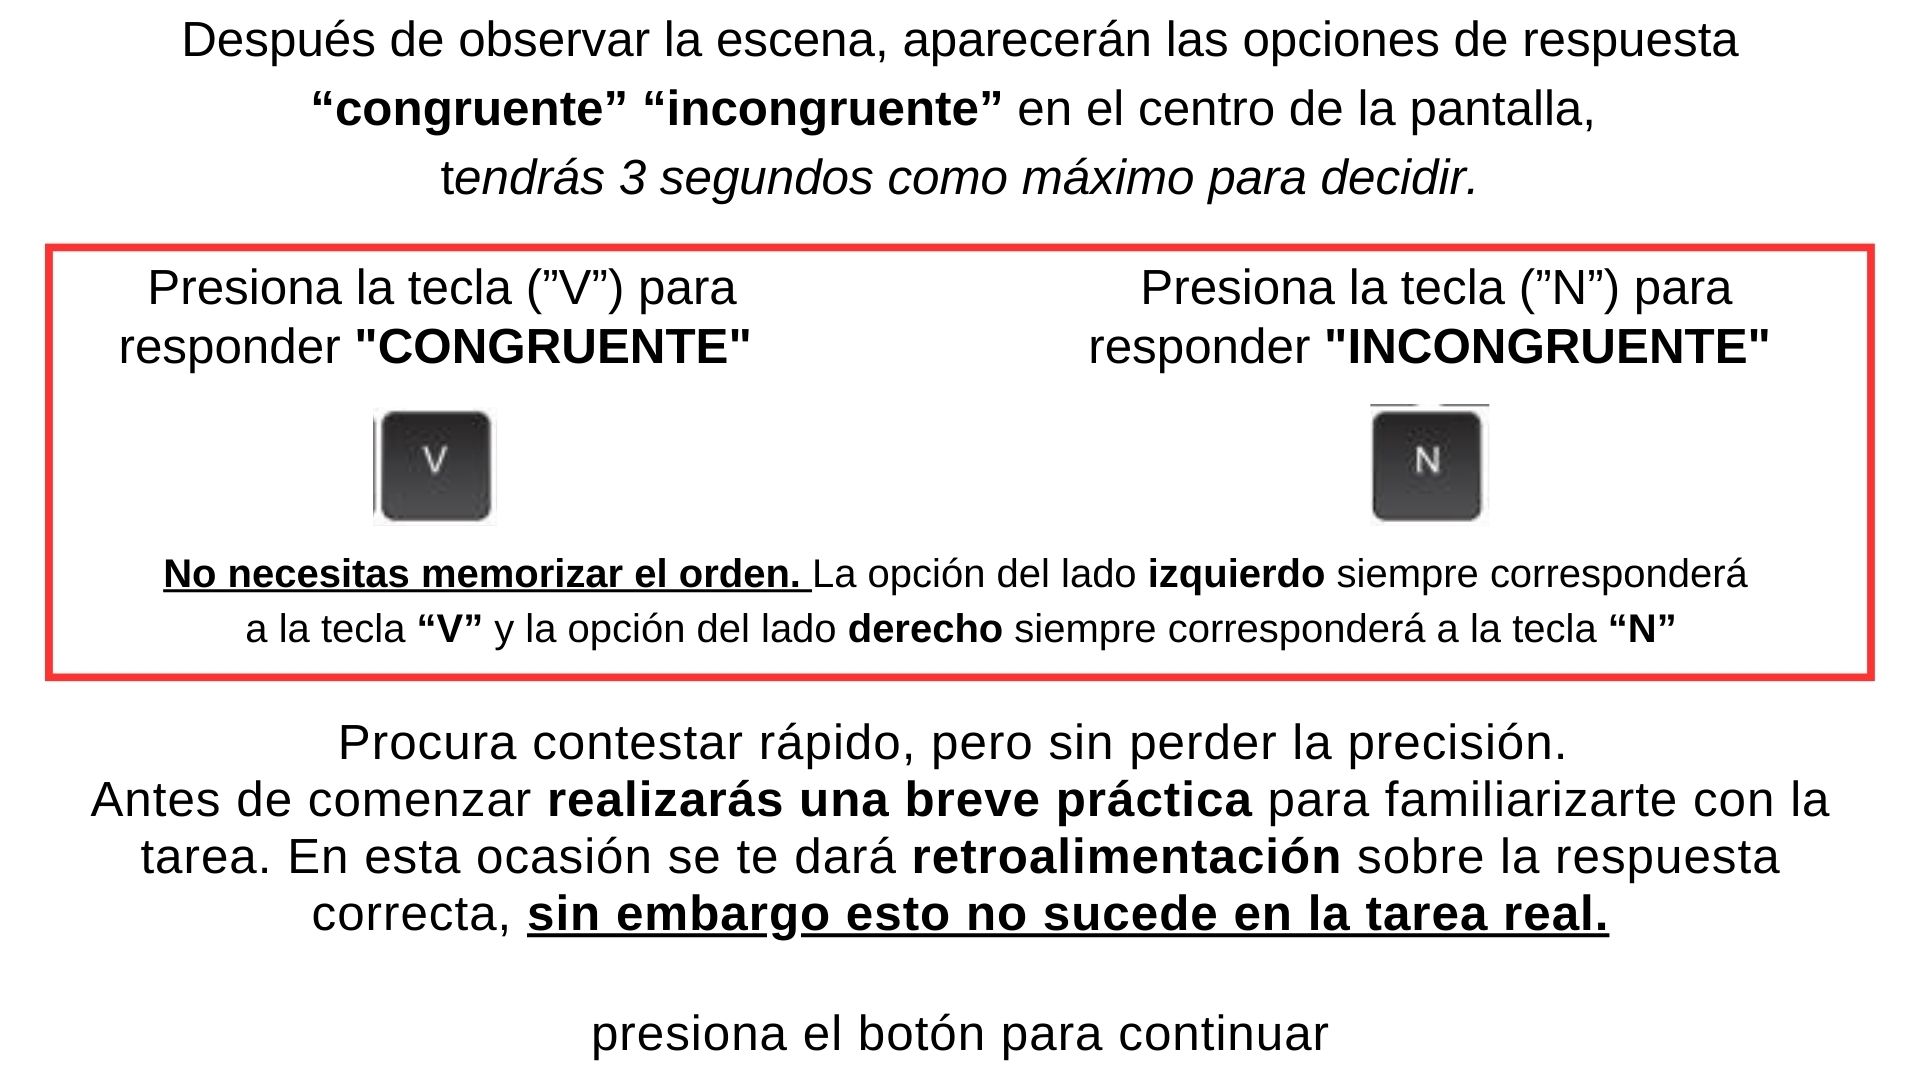 Después de observar la escena, aparecerán las opciones de respuesta
“congruente” “incongruente” en el centro de la pantalla,
tendrás 3 segundos como máximo para decidir.
Presiona la tecla (”V”) para
responder "CONGRUENTE"
V
Presiona la tecla (”N”) para
responder "INCONGRUENTE"
N
No necesitas memorizar el orden. La opción del lado izquierdo siempre corresponderá
a la tecla “V” y la opción del lado derecho siempre corresponderá a la tecla “N”
Procura contestar rápido, pero sin perder la precisión.
Antes de comenzar realizarás una breve práctica para familiarizarte con la
tarea. En esta ocasión se te dará retroalimentación sobre la respuesta
correcta, sin embargo esto no sucede en la tarea real.
presiona el botón para continuar